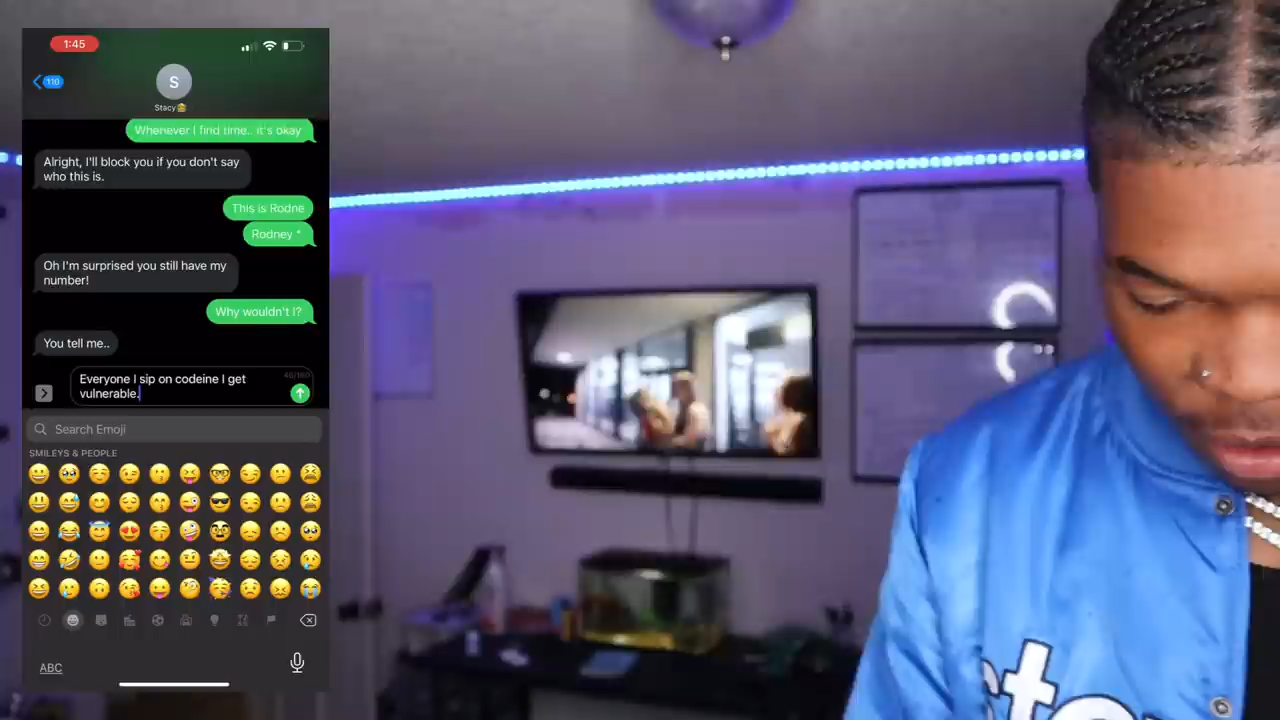 1:45
110
S
Stacy
Whenever I find time.. it's okay
Alright, I'll block you if you don't say
who this is.
This is Rodne
Rodney *
Oh I'm surprised you still have my
number!
Why wouldn't I?
You tell me..
Everyone I sip on codeine I get
vulnerable.
Search Emoji
SMILEYS & PEOPLE
ABC